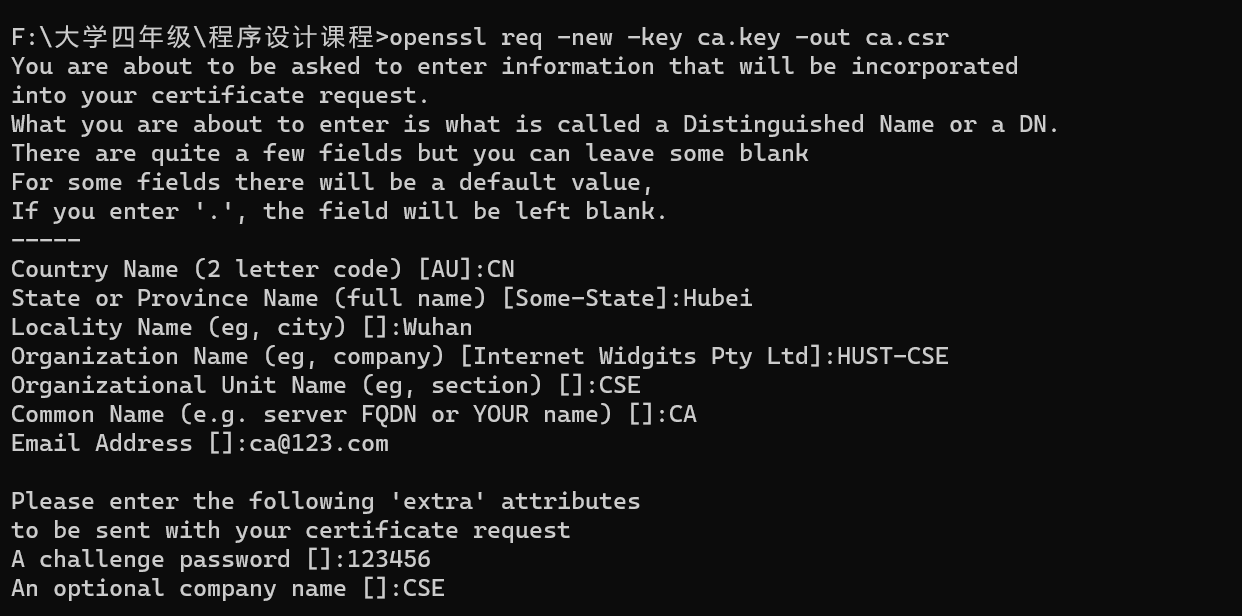 F:\大学四年级\程序设计课程>openssl req -new -key ca.key -out ca.csr
You are about to be asked to enter information that will be incorporated
into your certificate request.
What you are about to enter is what is called a Distinguished Name or a DN.
There are quite a few fields but you can leave some blank
For some fields there will be a default value,
If you enter '.', the field will be left blank.
-----
Country Name (2 letter code) [AU]:CN
State or Province Name (full name) [Some-State]:Hubei
Locality Name (eg, city) []:Wuhan
Organization Name (eg, company) [Internet Widgits Pty Ltd]:HUST-CSE
Organizational Unit Name (eg, section) []:CSE
Common Name (e.g. server FQDN or YOUR name) []:CA
Email Address []:ca@123.com

Please enter the following 'extra' attributes
to be sent with your certificate request
A challenge password []:123456
An optional company name []:CSE